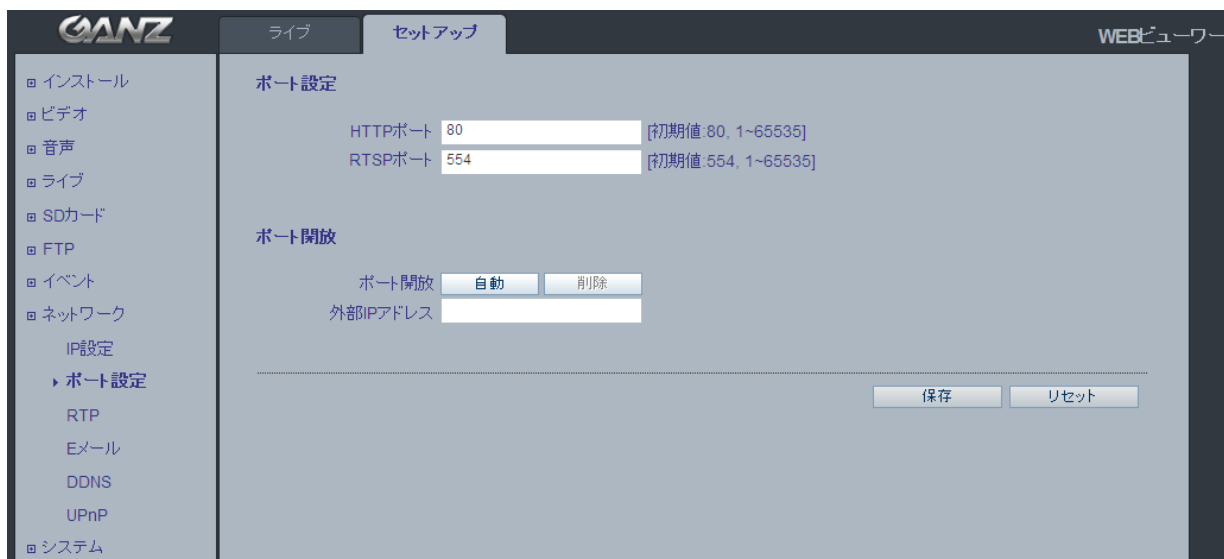 GANZ
ライブ
セットアップ
WEBビューワー
インストール
ビデオ
音声
ライブ
SDカード
FTP
イベント
ネットワーク
IP設定
ポート設定
RTP
Eメール
DDNS
UPnP
システム
ポート設定
HTTPポート 80 [初期値:80, 1~65535]
RTSPポート 554 [初期値:554, 1~65535]
ポート開放
ポート開放 自動 削除
外部IPアドレス
保存 リセット